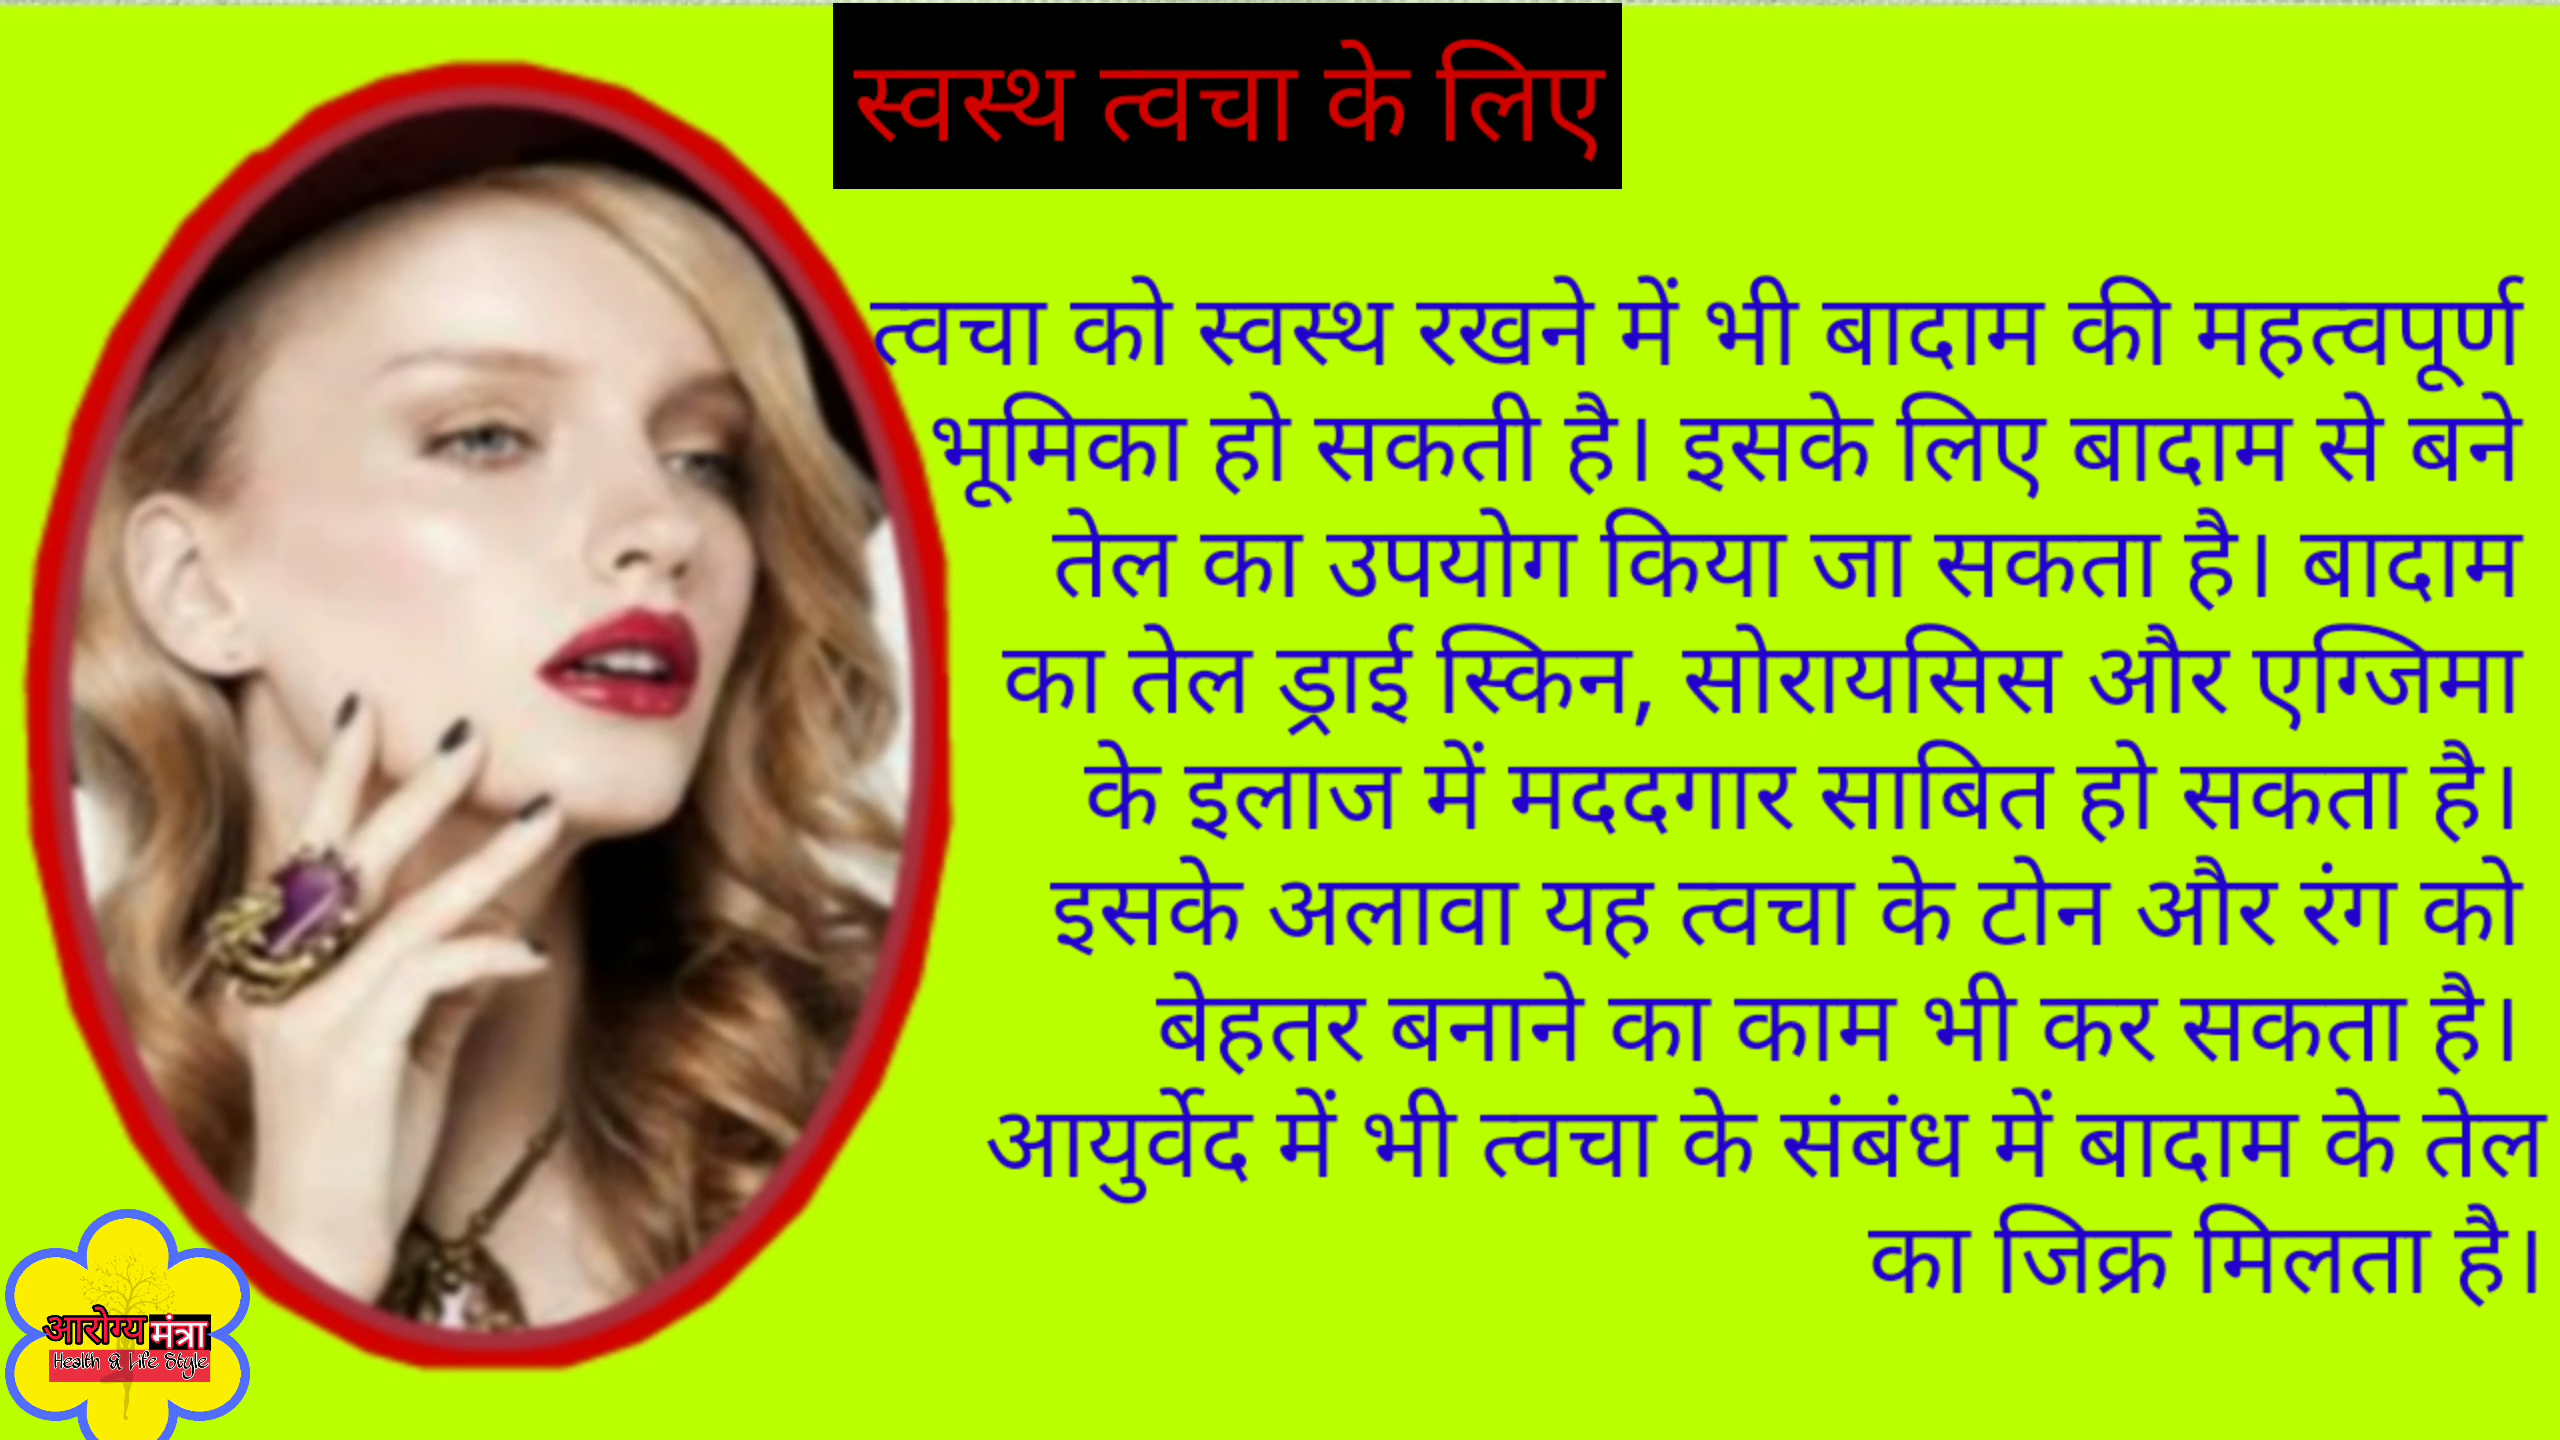 स्वस्थ त्वचा के लिए
त्वचा को स्वस्थ रखने में भी बादाम की महत्वपूर्ण
भूमिका हो सकती है। इसके लिए बादाम से बने
तेल का उपयोग किया जा सकता है। बादाम
का तेल ड्राई स्किन, सोरायसिस और एग्जिमा
के इलाज में मददगार साबित हो सकता है।
इसके अलावा यह त्वचा के टोन और रंग को
बेहतर बनाने का काम भी कर सकता है।
आयुर्वेद में भी त्वचा के संबंध में बादाम के तेल
का जिक्र मिलता है।
आरोग्य मंत्रा
Health & Life Style